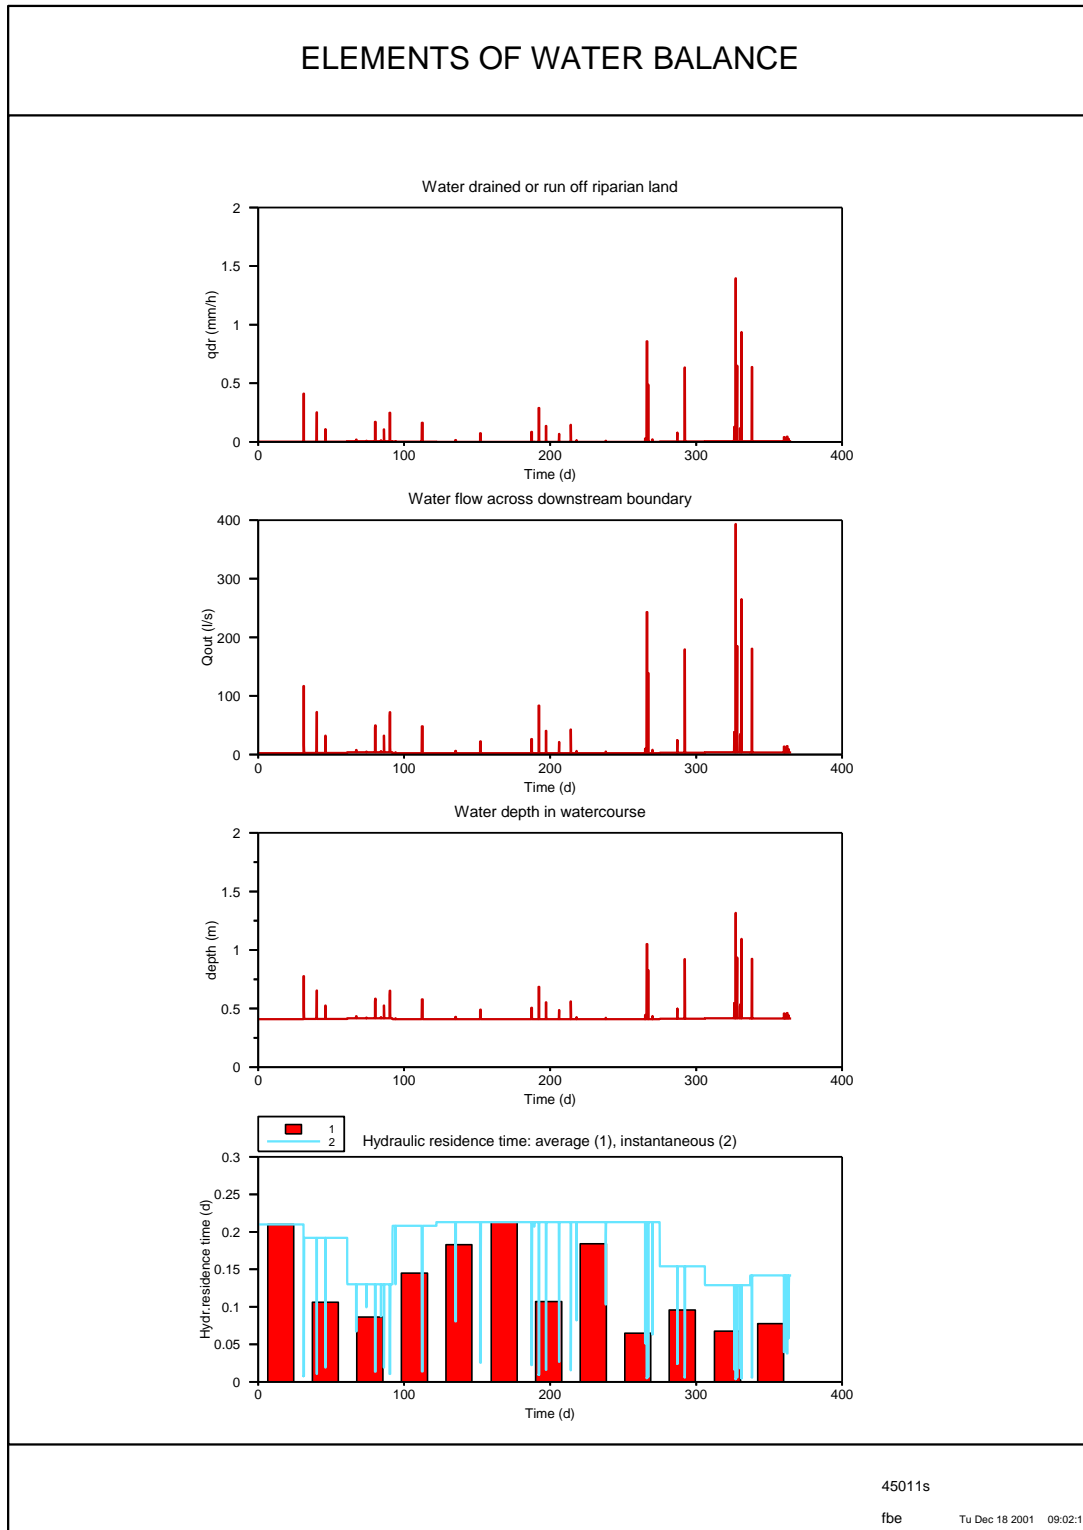 ELEMENTS OF WATER BALANCE
Water drained or run off riparian land
2
1.5
1
0.5
0
qdr (mm/h)
0 100 200 300 400
Time (d)
Water flow across downstream boundary
400
300
200
100
0
Qout (l/s)
0 100 200 300 400
Time (d)
Water depth in watercourse
2
1.5
1
0.5
0
depth (m)
0 100 200 300 400
Time (d)
1
2
Hydraulic residence time: average (1), instantaneous (2)
0.3
0.25
0.2
0.15
0.1
0.05
0
Hydr.residence time (d)
0 100 200 300 400
Time (d)
45011s
fbe Tu Dec 18 2001 09:02:1